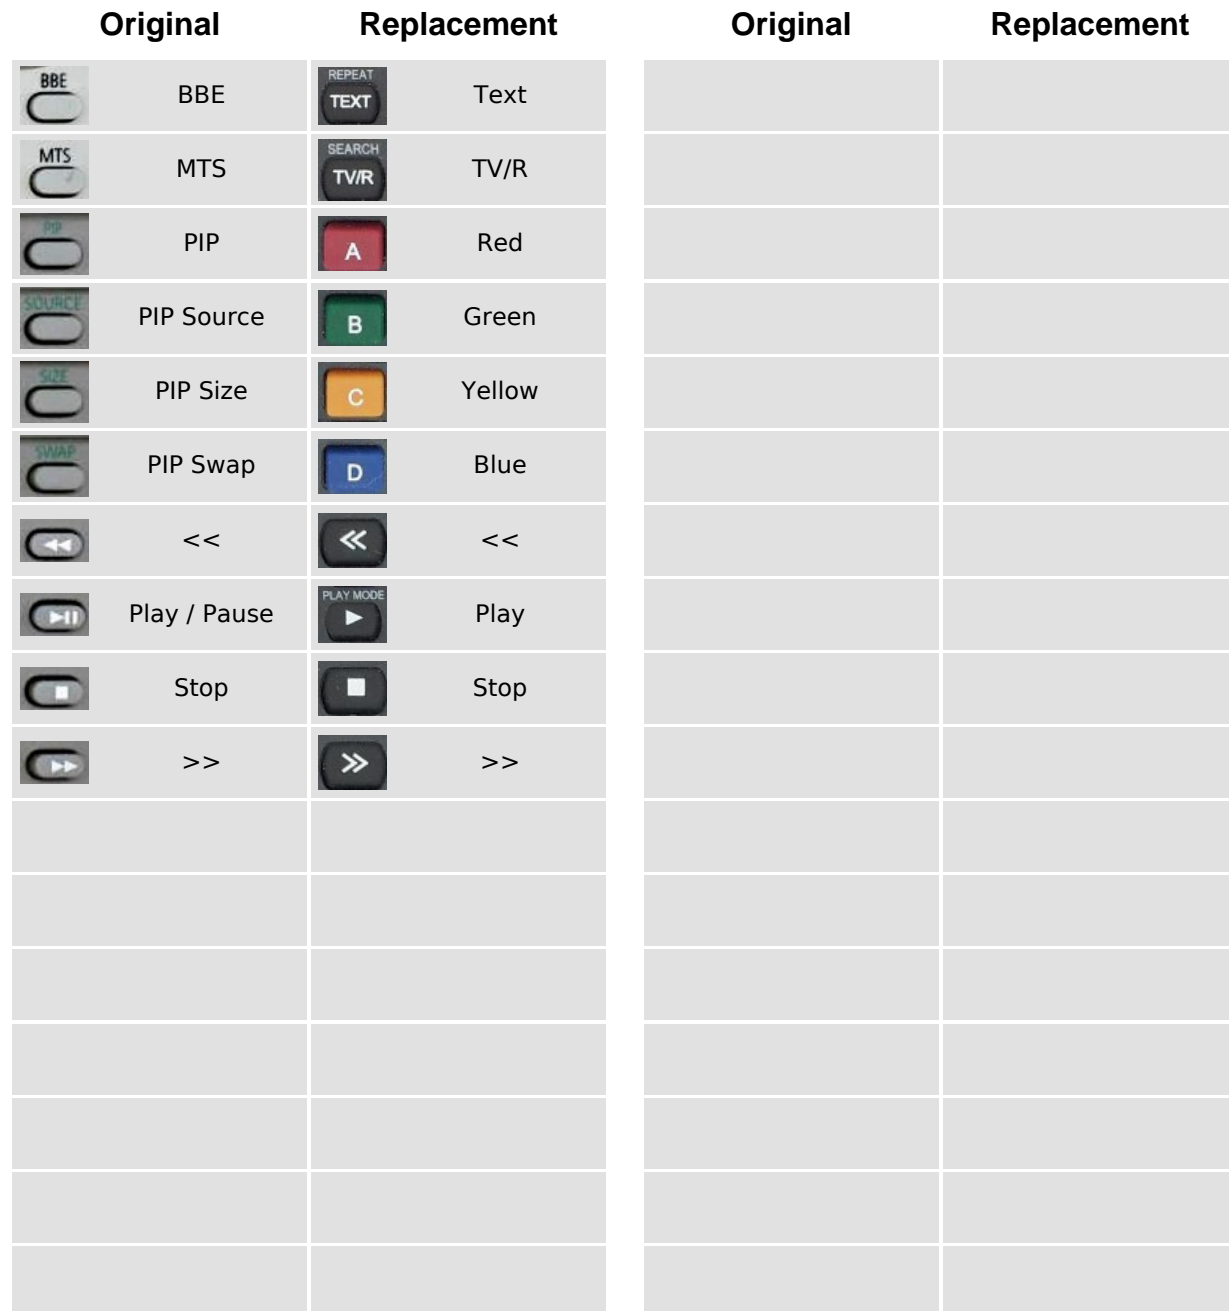 Original Replacement Original Replacement
BBE BBE REPEAT TEXT Text
MTS MTS SEARCH TV/R TV/R
PIP PIP A Red
SOURCE PIP Source B Green
SIZE PIP Size C Yellow
SWAP PIP Swap D Blue
<< <<
Play / Pause PLAY MODE Play
Stop Stop
>> >>